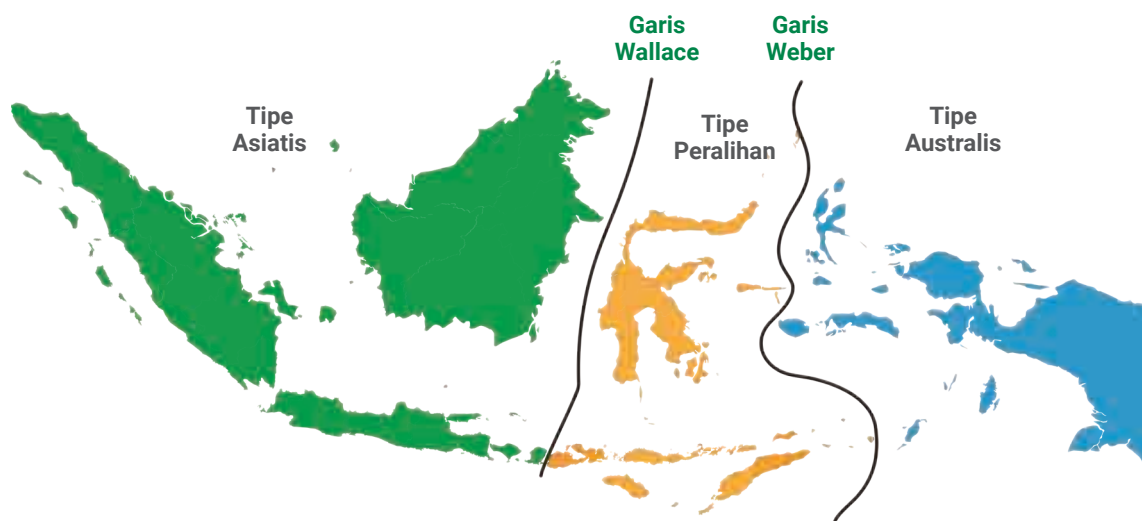 Garis
Wallace
Garis
Weber
Tipe
Asiatis
Tipe
Peralihan
Tipe
Australis